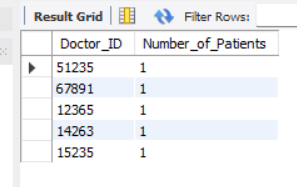 Result Grid Filter Rows:
Doctor_ID Number_of_Patients
51235 1
67891 1
12365 1
14263 1
15235 1